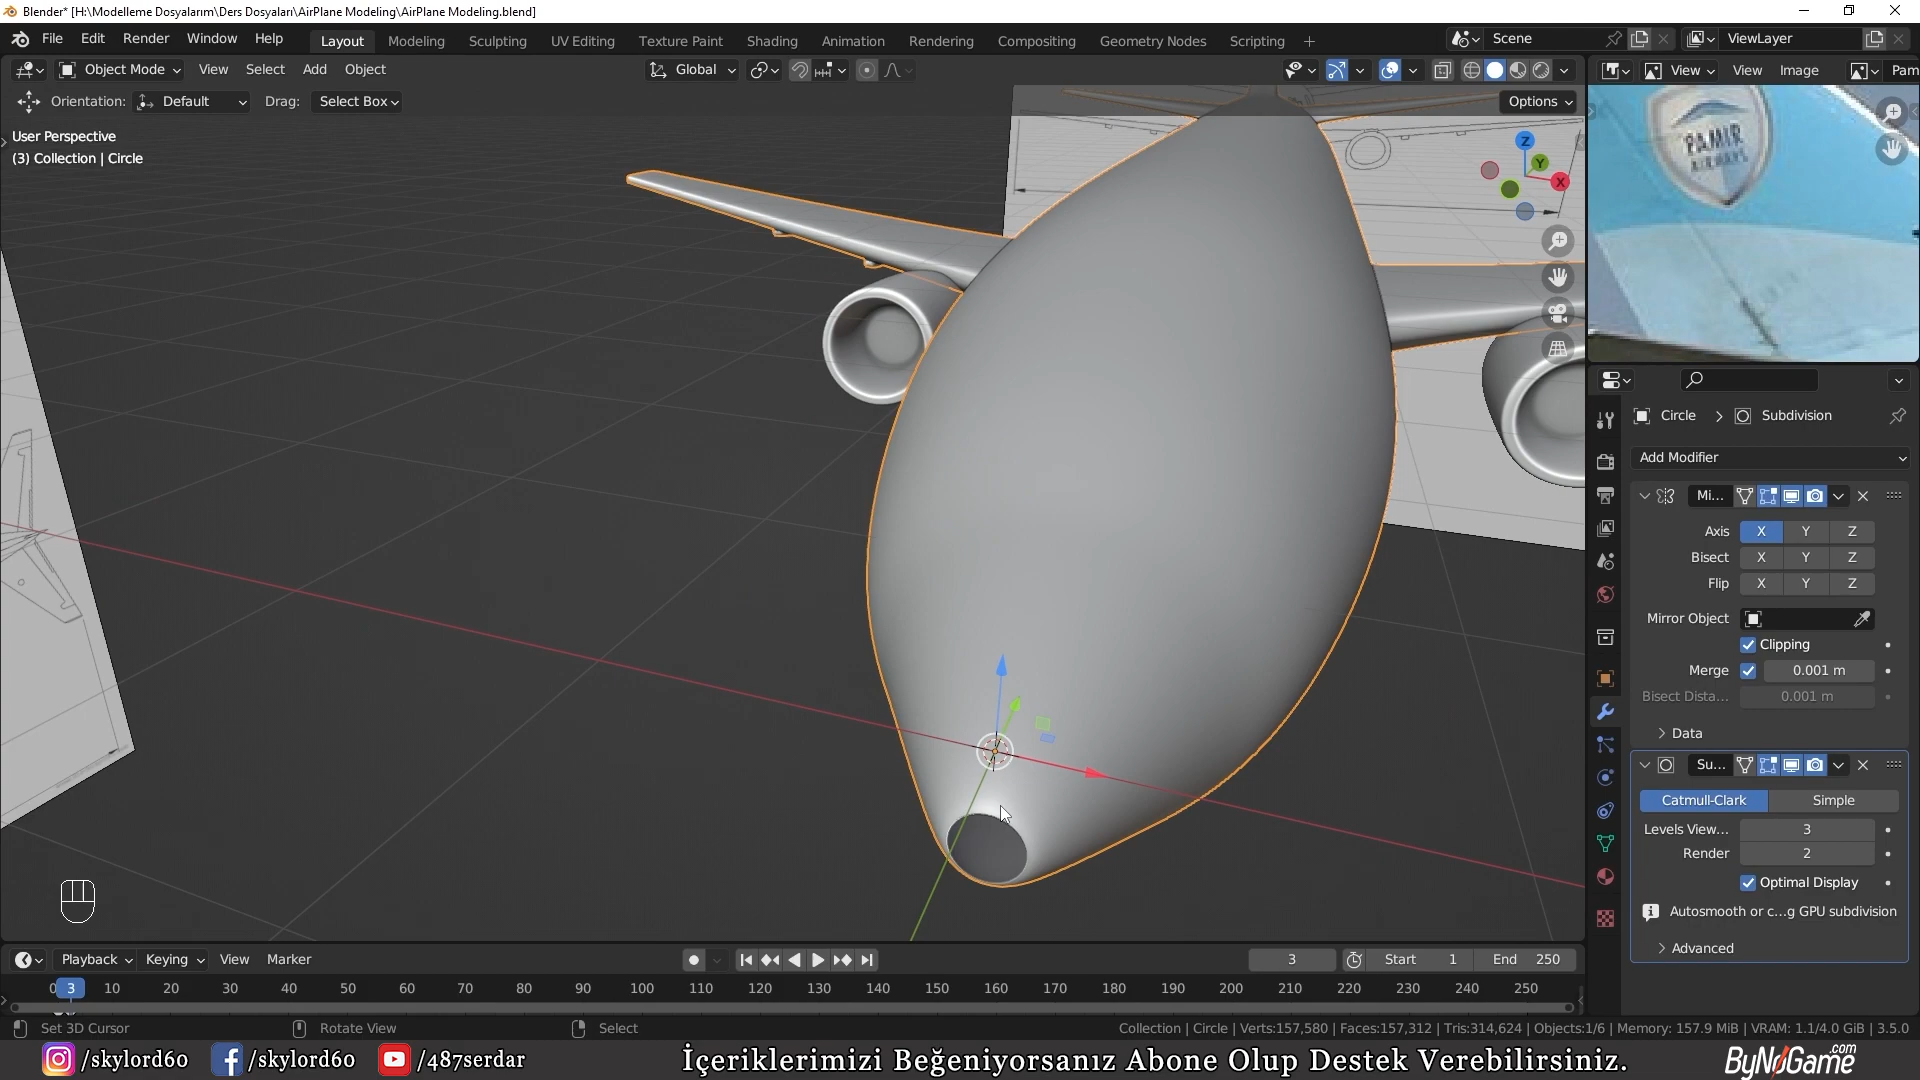 Blender* [H:\Modelleme Dosyalarım\Ders Dosyaları\AirPlane Modeling\AirPlane Modeling.blend]
File Edit Render Window Help Layout Modeling Sculpting UV Editing Texture Paint Shading Animation Rendering Compositing Geometry Nodes Scripting + Scene ViewLayer
Object Mode View Select Add Object Global View View Image Pam
Orientation: Default Drag: Select Box Options
User Perspective
(3) Collection | Circle
Z
Y
X
PAMIR
AIRWAYS
Circle > Subdivision
Add Modifier
Mi...
Axis X Y Z
Bisect X Y Z
Flip X Y Z
Mirror Object
Clipping
Merge 0.001 m
Bisect Dista... 0.001 m
Data
Su...
Catmull-Clark Simple
Levels View... 3
Render 2
Optimal Display
Autosmooth or c...g GPU subdivision
Advanced
Playback Keying View Marker 3 Start 1 End 250
0 3 10 20 30 40 50 60 70 80 90 100 110 120 130 140 150 160 170 180 190 200 210 220 230 240 250
Set 3D Cursor Rotate View Select Collection | Circle | Verts:157,580 | Faces:157,312 | Tris:314,624 | Objects:1/6 | Memory: 157.9 MiB | VRAM: 1.1/4.0 GiB | 3.5.0
/skylord60 /skylord60 /487serdar İçeriklerimizi Beğeniyorsanız Abone Olup Destek Verebilirsiniz. ByNoGame.com